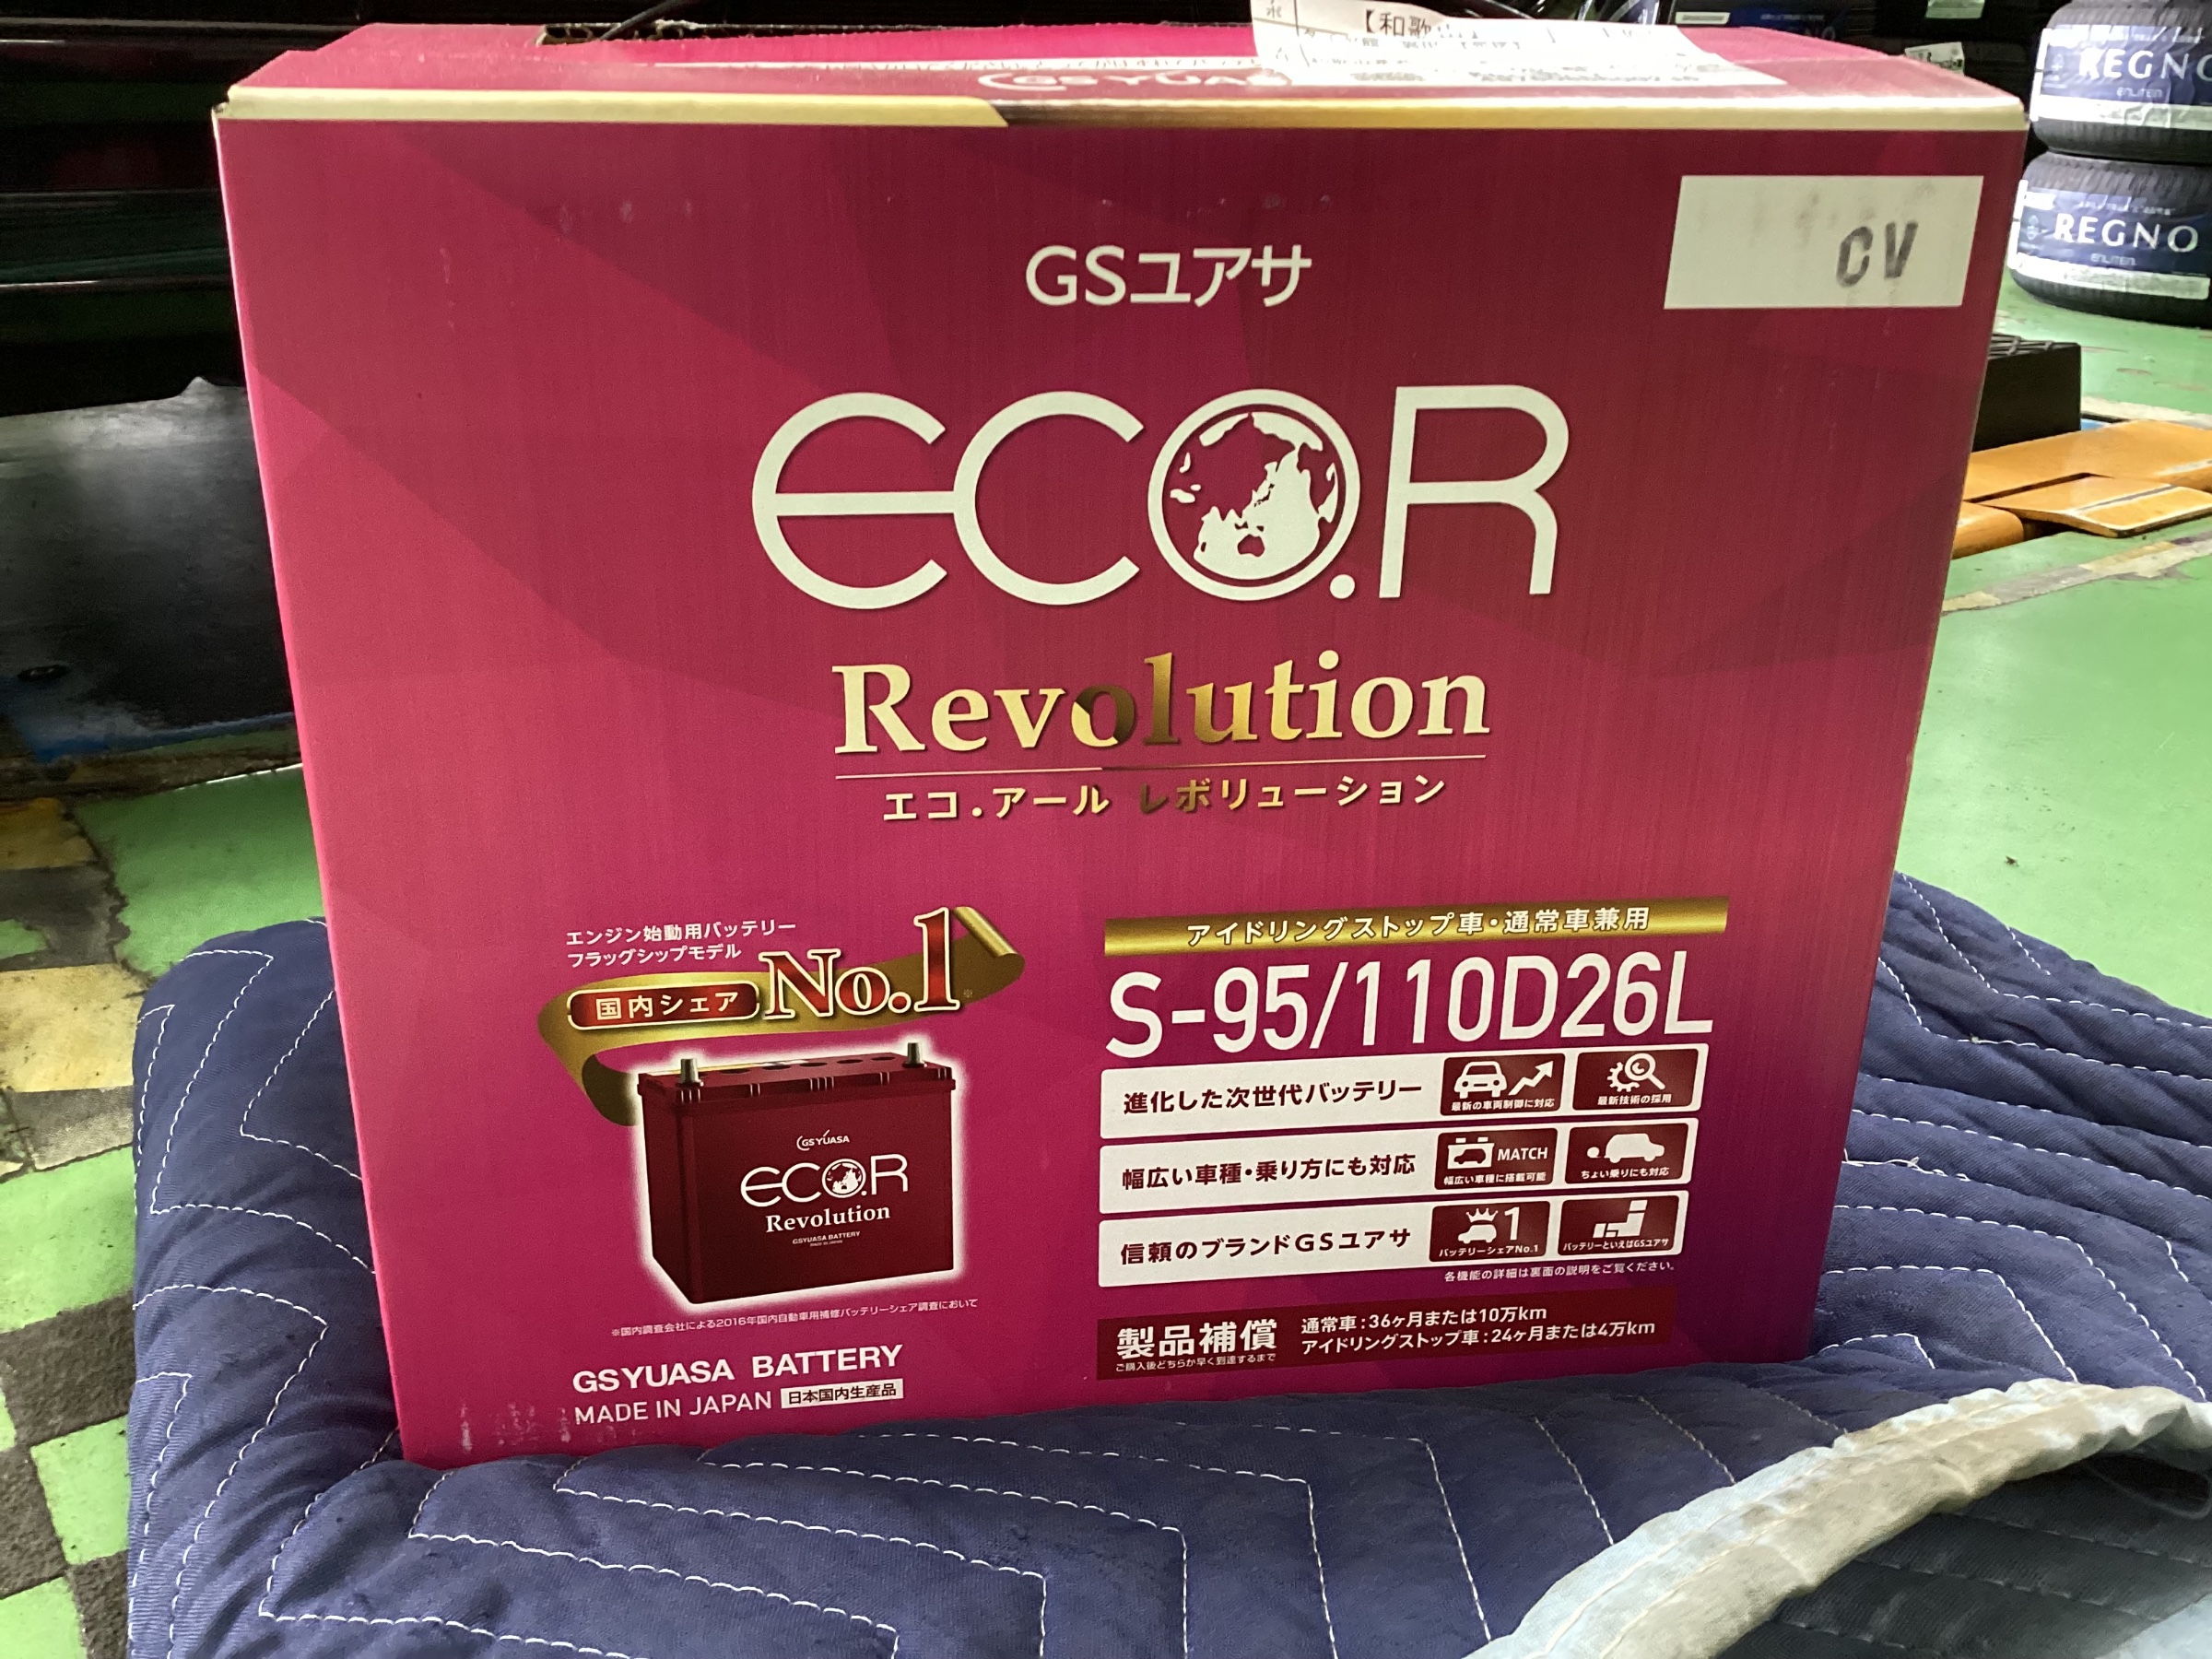 【和歌山】
GS YUASA
CV
GSユアサ
ECO.R
Revolution
エコ.アール レボリューション
エンジン始動用バッテリー
フラッグシップモデル
国内シェア No.1※
GS YUASA
ECO.R
Revolution
GSYUASA BATTERY
MADE IN JAPAN
※国内調査会社による2016年国内自動車用補修バッテリーシェア調査において
GSYUASA BATTERY
MADE IN JAPAN 日本国内生産品
アイドリングストップ車・通常車兼用
S-95/110D26L
進化した次世代バッテリー
最新の車両制御に対応
最新技術の採用
幅広い車種・乗り方にも対応
MATCH
幅広い車種に搭載可能
ちょい乗りにも対応
信頼のブランドGSユアサ
1
バッテリーシェアNo.1
バッテリーといえばGSユアサ
各機能の詳細は裏面の説明をご覧ください。
製品補償
ご購入後どちらか早く到達するまで
通常車:36ヶ月または10万km
アイドリングストップ車:24ヶ月または4万km
REGNO
ENLITEN
REGNO
ENLITEN